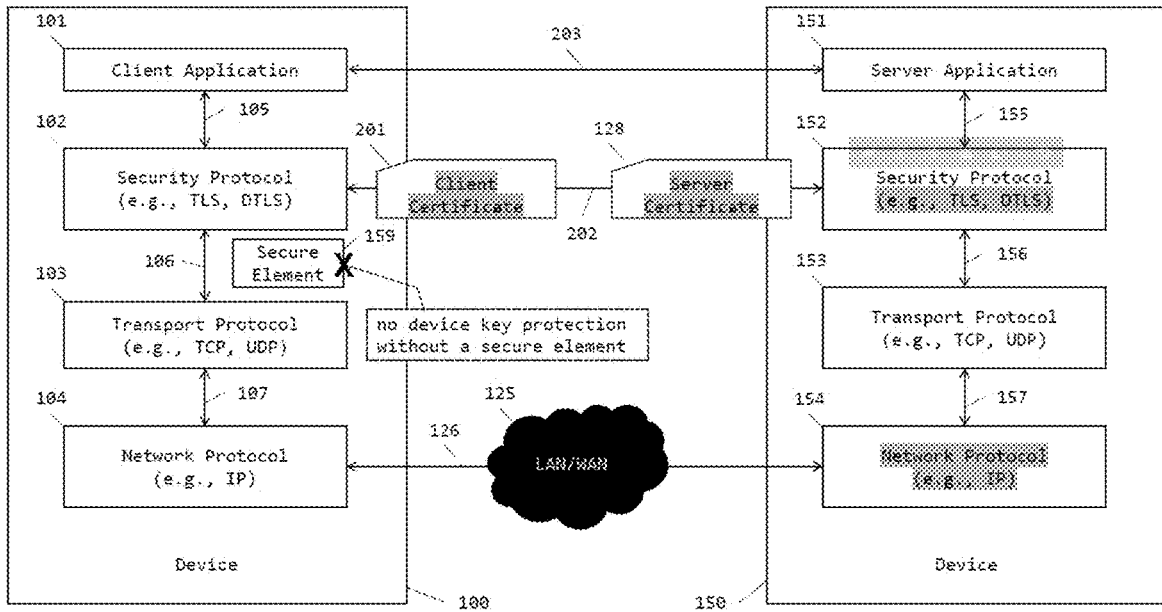 101
203
151
Client Application
Server Application
105
155
102
201
128
152
Security Protocol
(e.g., TLS, DTLS)
Client
Certificate
Server
Certificate
Security Protocol
(e.g., TLS, DTLS)
202
159
106
Secure
Element
156
103
153
Transport Protocol
(e.g., TCP, UDP)
no device key protection
without a secure element
Transport Protocol
(e.g., TCP, UDP)
107
157
104
125
154
126
Network Protocol
(e.g., IP)
LAN/WAN
Network Protocol
(e.g., IP)
Device
Device
100
150